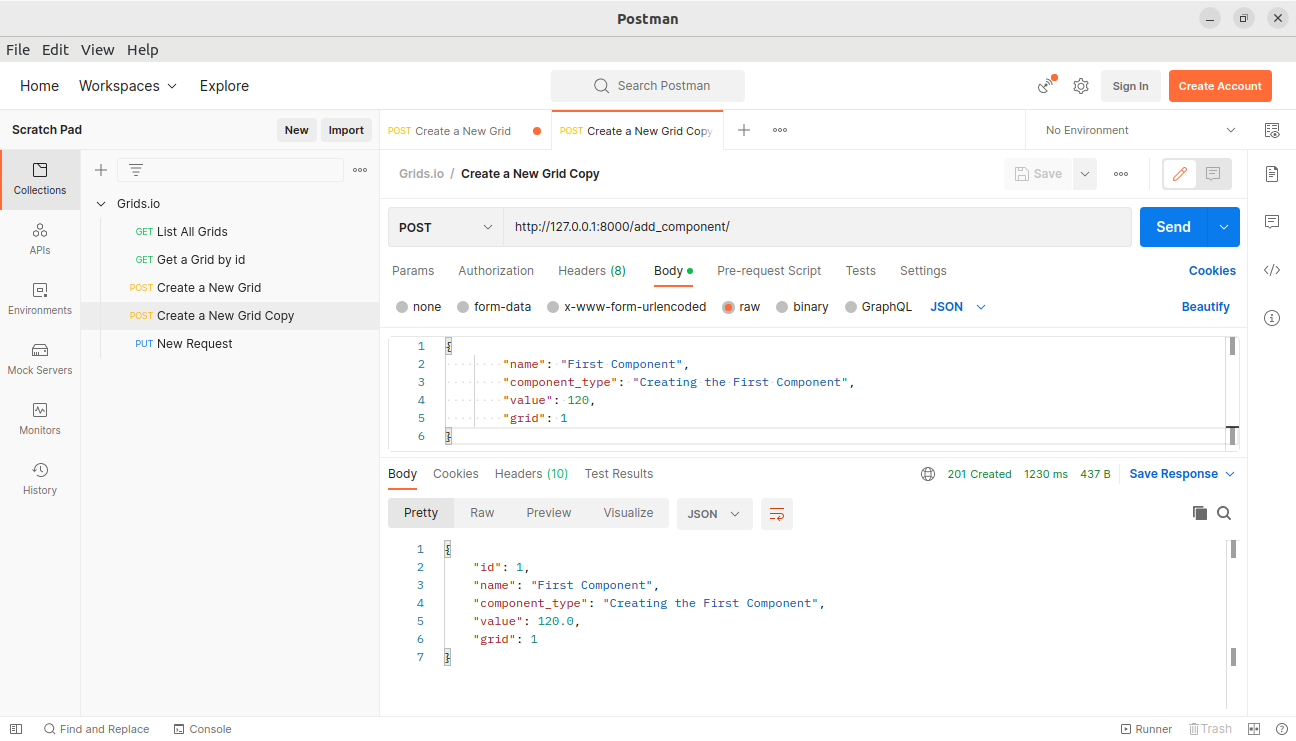 Postman
File Edit View Help
Home Workspaces Explore Search Postman Sign In Create Account
Scratch Pad New Import POST Create a New Grid POST Create a New Grid Copy No Environment
Collections
APIs
Environments
Mock Servers
Monitors
History
Grids.io
GET List All Grids
GET Get a Grid by id
POST Create a New Grid
POST Create a New Grid Copy
PUT New Request
Grids.io / Create a New Grid Copy Save
POST http://127.0.0.1:8000/add_component/ Send
Params Authorization Headers (8) Body Pre-request Script Tests Settings Cookies
none form-data x-www-form-urlencoded raw binary GraphQL JSON Beautify
1 {
2 "name": "First Component",
3 "component_type": "Creating the First Component",
4 "value": 120,
5 "grid": 1
6 }
Body Cookies Headers (10) Test Results 201 Created 1230 ms 437 B Save Response
Pretty Raw Preview Visualize JSON
1 {
2 "id": 1,
3 "name": "First Component",
4 "component_type": "Creating the First Component",
5 "value": 120.0,
6 "grid": 1
7 }
Find and Replace Console Runner Trash